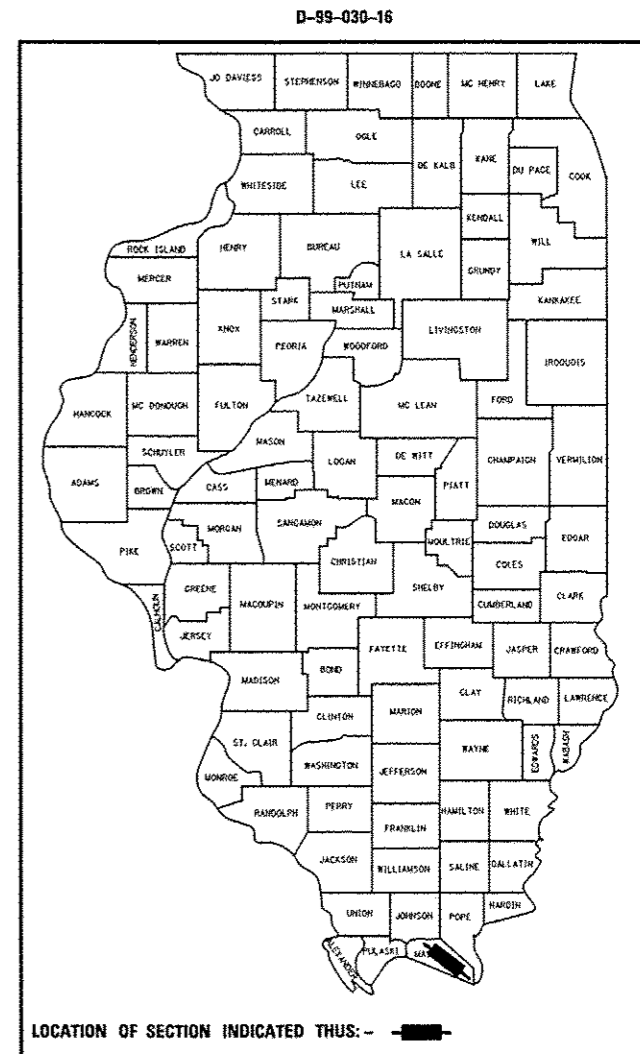 D-99-030-16
JO DAVIESS
STEPHENSON
WINNEBAGO
BOONE
MC HENRY
LAKE
CARROLL
OGLE
DE KALB
KANE
DU PAGE
COOK
WHITESIDE
LEE
KENDALL
WILL
ROCK ISLAND
HENRY
BUREAU
LA SALLE
GRUNDY
MERCER
PUTNAM
KANKAKEE
STARK
MARSHALL
HENDERSON
WARREN
KNOX
PEORIA
WOODFORD
LIVINGSTON
IROQUOIS
HANCOCK
MC DONOUGH
FULTON
TAZEWELL
MC LEAN
FORD
MASON
SCHUYLER
LOGAN
DE WITT
CHAMPAIGN
VERMILION
ADAMS
BROWN
CASS
MENARD
MACON
PIATT
MORGAN
SANGAMON
DOUGLAS
PIKE
SCOTT
CHRISTIAN
MOULTRIE
EDGAR
COLES
GREENE
MACOUPIN
MONTGOMERY
SHELBY
CUMBERLAND
CLARK
CALHOUN
JERSEY
FAYETTE
EFFINGHAM
JASPER
CRAWFORD
MADISON
BOND
CLAY
RICHLAND
LAWRENCE
CLINTON
MARION
ST. CLAIR
WAYNE
EDWARDS
WABASH
MONROE
WASHINGTON
JEFFERSON
RANDOLPH
PERRY
HAMILTON
WHITE
FRANKLIN
JACKSON
WILLIAMSON
SALINE
GALLATIN
UNION
JOHNSON
POPE
HARDIN
ALEXANDER
PULASKI
LOCATION OF SECTION INDICATED THUS: -